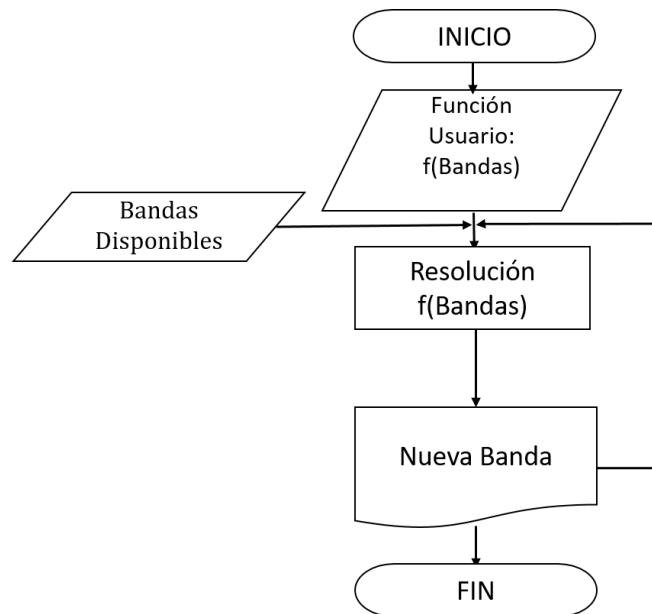 INICIO
Función
Usuario:
f(Bandas)
Bandas
Disponibles
Resolución
f(Bandas)
Nueva Banda
FIN